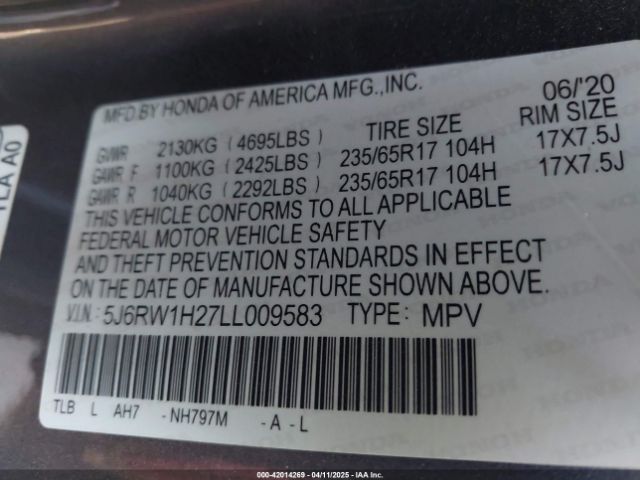 MFD.BY HONDA OF AMERICA MFG.,INC. 06/'20
GVWR 2130KG (4695LBS) TIRE SIZE RIM SIZE
GAWR F 1100KG (2425LBS) 235/65R17 104H 17X7.5J
GAWR R 1040KG (2292LBS) 235/65R17 104H 17X7.5J
THIS VEHICLE CONFORMS TO ALL APPLICABLE
FEDERAL MOTOR VEHICLE SAFETY
AND THEFT PREVENTION STANDARDS IN EFFECT
ON THE DATE OF MANUFACTURE SHOWN ABOVE.
V.I.N.: 5J6RW1H27LL009583 TYPE: MPV
TLB L AH7 - NH797M - A - L
TLA A0
00-42014269 - 04/11/2025 - IAA Inc.